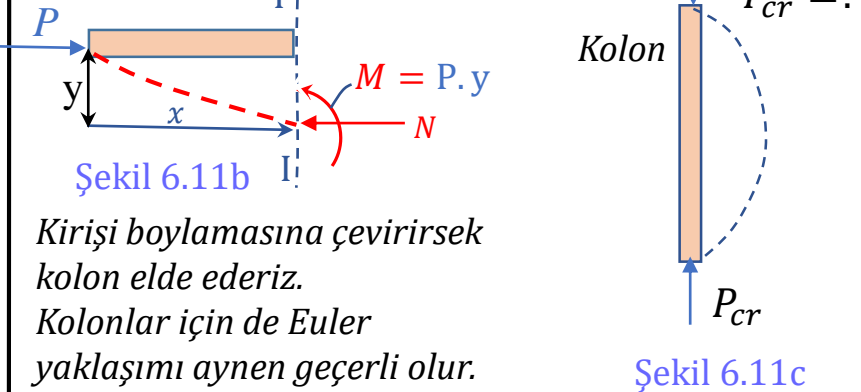 P
y
x
M = P. y
N
I
Şekil 6.11b
Kirişi boylamasına çevirirsek
kolon elde ederiz.
Kolonlar için de Euler
yaklaşımı aynen geçerli olur.
Kolon
P_cr = ?
P_cr
Şekil 6.11c